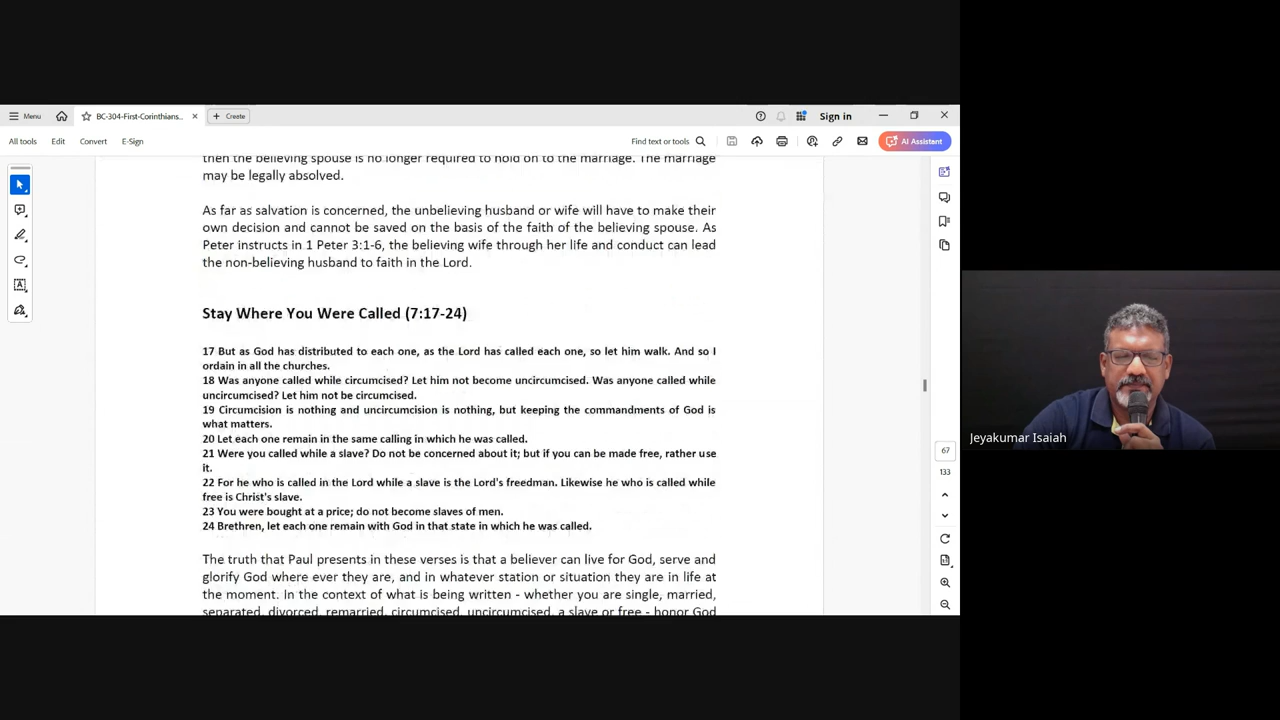 Menu
BC-304-First-Corinthians...
Create
Sign in
All tools
Edit
Convert
E-Sign
Find text or tools
AI Assistant
then the believing spouse is no longer required to hold on to the marriage. The marriage
may be legally absolved.
As far as salvation is concerned, the unbelieving husband or wife will have to make their
own decision and cannot be saved on the basis of the faith of the believing spouse. As
Peter instructs in 1 Peter 3:1-6, the believing wife through her life and conduct can lead
the non-believing husband to faith in the Lord.
Stay Where You Were Called (7:17-24)
17 But as God has distributed to each one, as the Lord has called each one, so let him walk. And so I
ordain in all the churches.
18 Was anyone called while circumcised? Let him not become uncircumcised. Was anyone called while
uncircumcised? Let him not be circumcised.
19 Circumcision is nothing and uncircumcision is nothing, but keeping the commandments of God is
what matters.
20 Let each one remain in the same calling in which he was called.
21 Were you called while a slave? Do not be concerned about it; but if you can be made free, rather use
it.
22 For he who is called in the Lord while a slave is the Lord's freedman. Likewise he who is called while
free is Christ's slave.
23 You were bought at a price; do not become slaves of men.
24 Brethren, let each one remain with God in that state in which he was called.
The truth that Paul presents in these verses is that a believer can live for God, serve and
glorify God where ever they are, and in whatever station or situation they are in life at
the moment. In the context of what is being written - whether you are single, married,
separated, divorced, remarried, circumcised, uncircumcised, a slave or free - honor God
67
133
Jeyakumar Isaiah